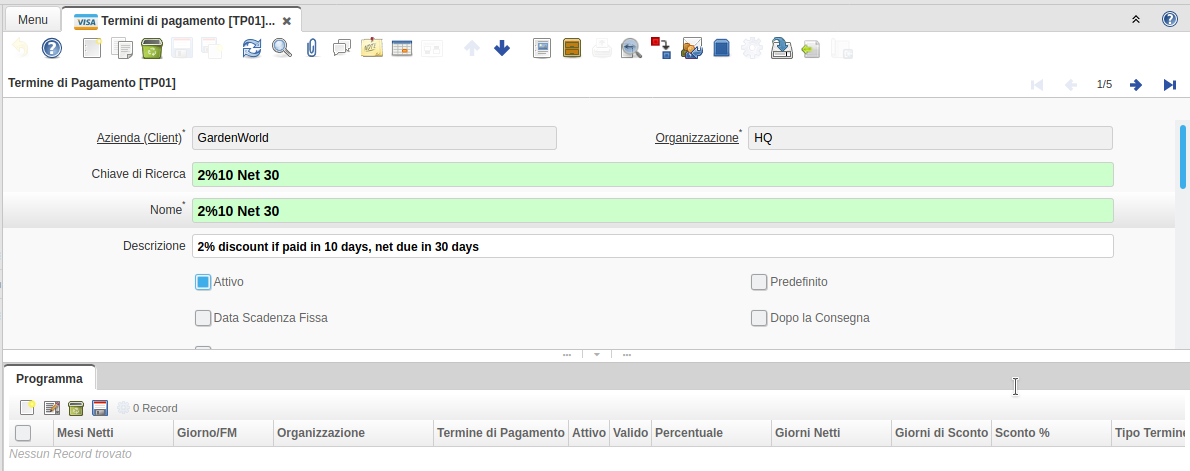 Menu
VISA Termini di pagamento [TP01]...
Termine di Pagamento [TP01]
1/5
Azienda (Client)* GardenWorld Organizzazione* HQ
Chiave di Ricerca 2%10 Net 30
Nome* 2%10 Net 30
Descrizione 2% discount if paid in 10 days, net due in 30 days
Attivo Predefinito
Data Scadenza Fissa Dopo la Consegna
Programma
0 Record
Mesi Netti Giorno/FM Organizzazione Termine di Pagamento Attivo Valido Percentuale Giorni Netti Giorni di Sconto Sconto % Tipo Termine
Nessun Record trovato